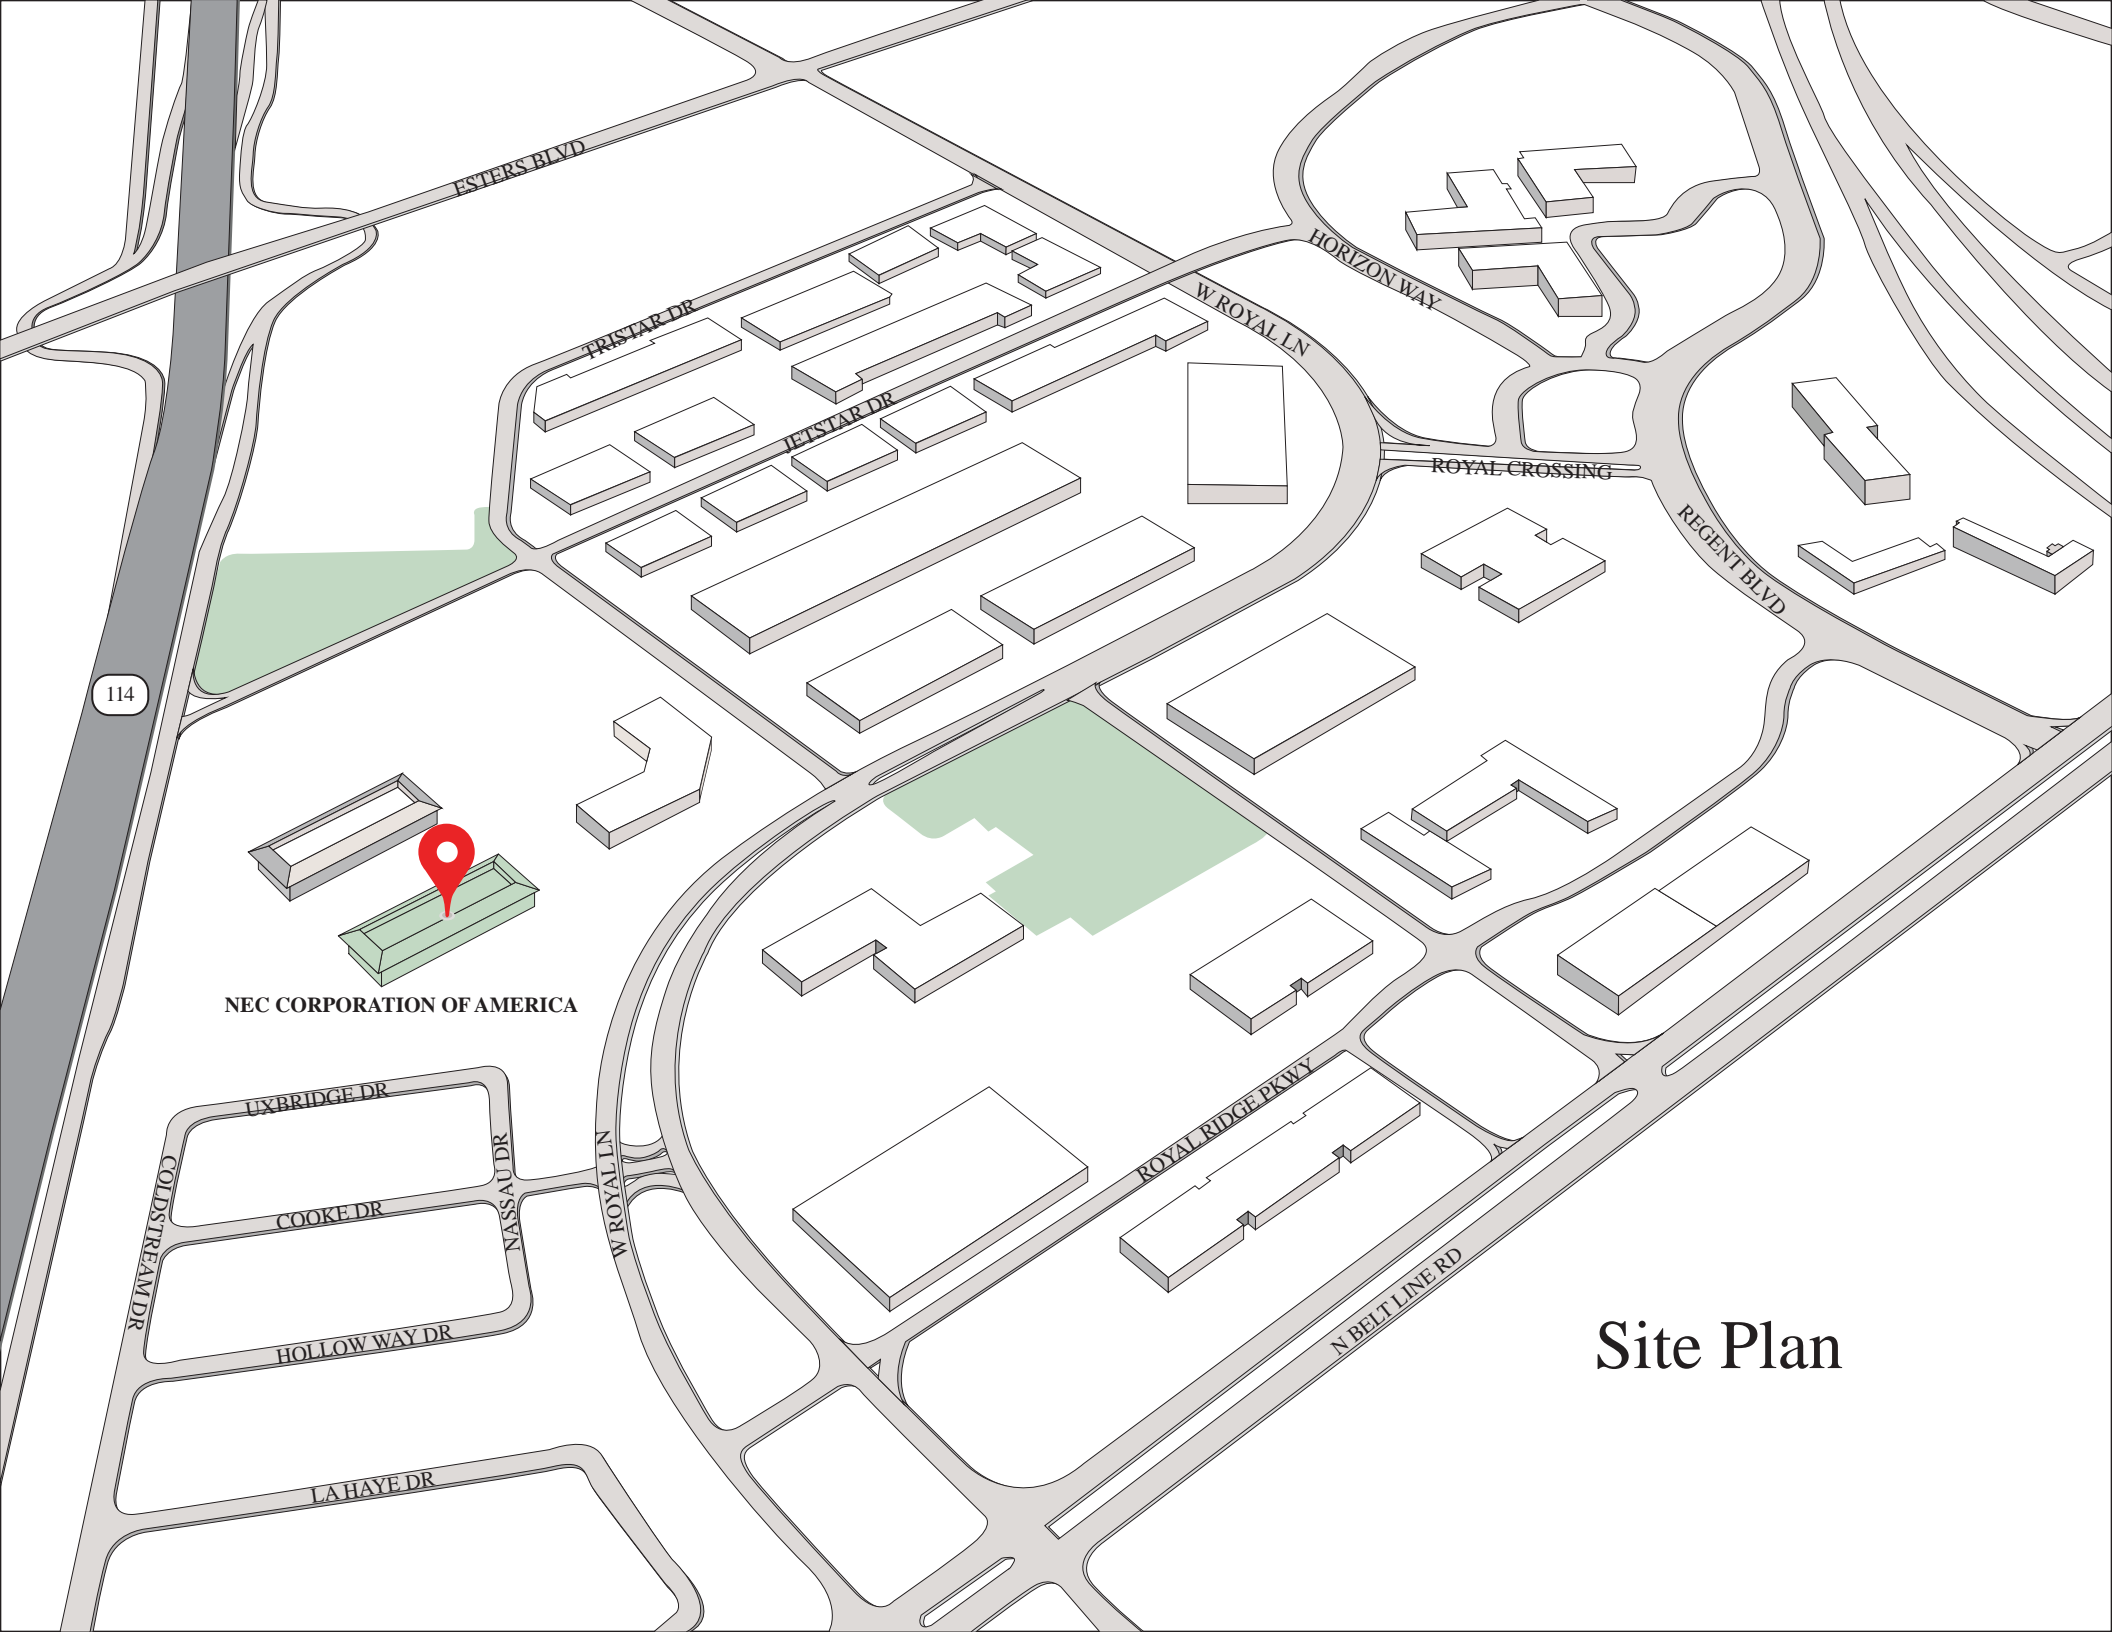 ESTERS BLVD
HORIZON WAY
W ROYAL LN
TRISTAR DR
JETSTAR DR
ROYAL CROSSING
REGENT BLVD
114
NEC CORPORATION OF AMERICA
UXBRIDGE DR
NASSAU DR
W ROYAL LN
ROYAL RIDGE PKWY
COLDSTREAM DR
COOKE DR
HOLLOW WAY DR
N BELT LINE RD
Site Plan
LA HAYE DR